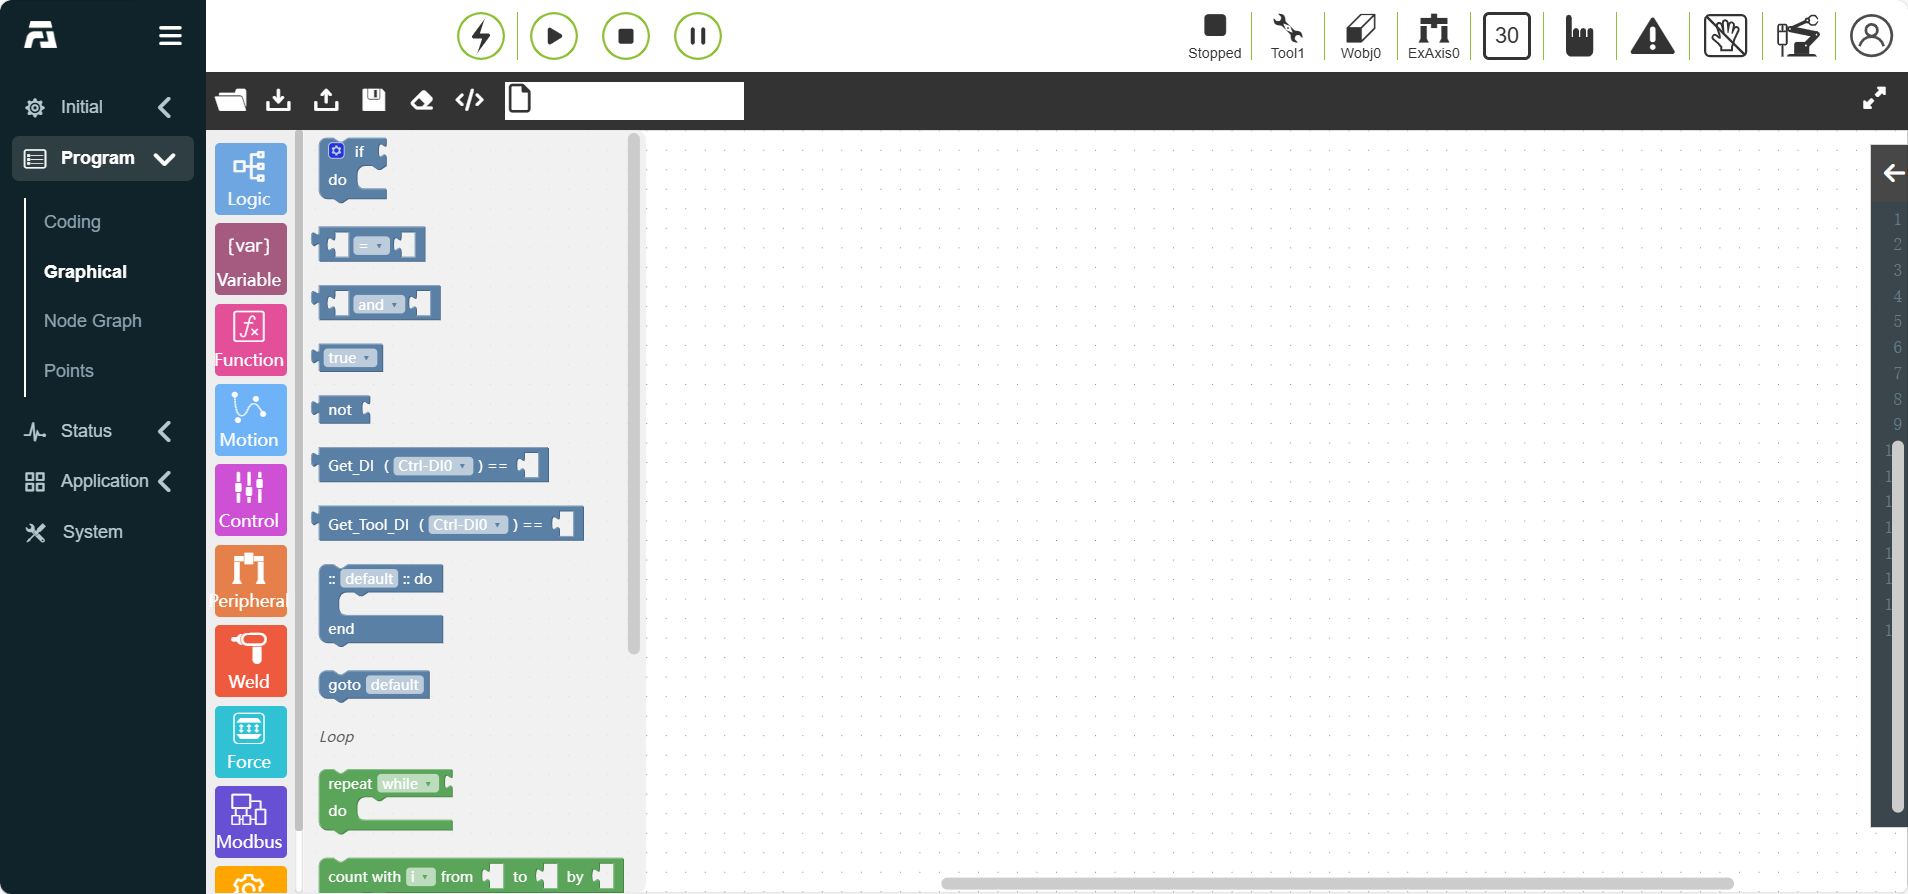 Stopped
Tool1
Wobj0
ExAxis0
30
Initial
Program
Coding
Graphical
Node Graph
Points
Status
Application
System
</>
Logic
{var}
Variable
fx
Function
Motion
Control
Peripheral
Weld
Force
Modbus
if
do
=
and
true
not
Get_DI ( Ctrl-DI0 ) ==
Get_Tool_DI ( Ctrl-DI0 ) ==
:: default :: do
end
goto default
Loop
repeat while
do
count with i from to by
1
2
3
4
5
6
7
8
9
1
1
1
1
1
1
1
1